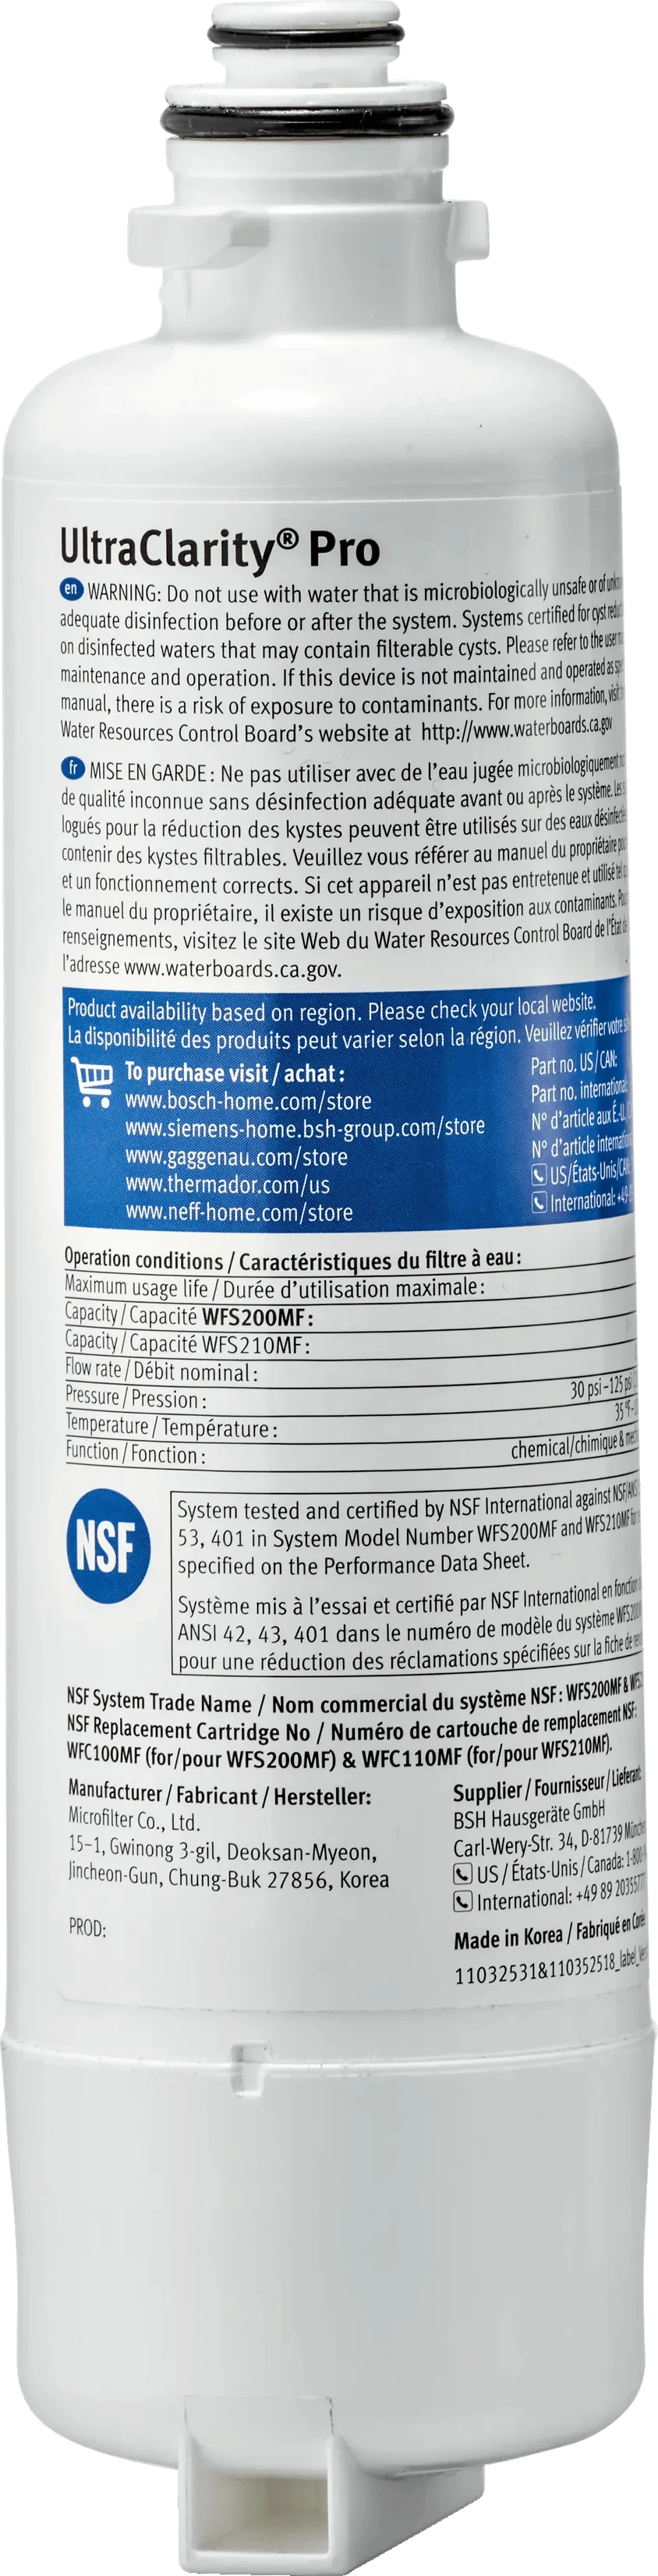 UltraClarity® Pro
en WARNING: Do not use with water that is microbiologically unsafe or of
adequate disinfection before or after the system. Systems certified for cyst
on disinfected waters that may contain filterable cysts. Please refer to the user
maintenance and operation. If this device is not maintained and operated as
manual, there is a risk of exposure to contaminants. For more information, visit
Water Resources Control Board's website at http://www.waterboards.ca.gov
fr MISE EN GARDE : Ne pas utiliser avec de l'eau jugée microbiologiquement
de qualité inconnue sans désinfection adéquate avant ou après le système. Les
logués pour la réduction des kystes peuvent être utilisés sur des eaux
contenir des kystes filtrables. Veuillez vous référer au manuel du propriétaire
et un fonctionnement corrects. Si cet appareil n'est pas entretenue et utilisé
le manuel du propriétaire, il existe un risque d'exposition aux contaminants.
renseignements, visitez le site Web du Water Resources Control Board de l'État
l'adresse www.waterboards.ca.gov.
Product availability based on region. Please check your local website.
La disponibilité des produits peut varier selon la région. Veuillez vérifier votre
To purchase visit / achat :
www.bosch-home.com/store
www.siemens-home.bsh-group.com/store
www.gaggenau.com/store
www.thermador.com/us
www.neff-home.com/store
Part no. US/CAN:
Part no. international:
N° d'article aux É.-U.
N° d'article
US/États-Unis/CAN
International: +49
Operation conditions / Caractéristiques du filtre à eau :
Maximum usage life / Durée d'utilisation maximale :
Capacity / Capacité WFS200MF :
Capacity / Capacité WFS210MF :
Flow rate / Débit nominal :
Pressure / Pression : 30 psi–125 psi
Temperature / Température : 35 °F
Function / Fonction : chemical/chimique &
NSF
System tested and certified by NSF International against NSF/ANSI
53, 401 in System Model Number WFS200MF and WFS210MF for
specified on the Performance Data Sheet.
Système mis à l'essai et certifié par NSF International en fonction
ANSI 42, 43, 401 dans le numéro de modèle du système
pour une réduction des réclamations spécifiées sur la fiche de
NSF System Trade Name / Nom commercial du système NSF : WFS200MF &
NSF Replacement Cartridge No / Numéro de cartouche de remplacement NSF:
WFC100MF (for/pour WFS200MF) & WFC110MF (for/pour WFS210MF).
Manufacturer / Fabricant / Hersteller:
Microfilter Co., Ltd.
15–1, Gwinong 3-gil, Deoksan-Myeon,
Jincheon-Gun, Chung-Buk 27856, Korea
PROD:
Supplier / Fournisseur / Lieferant:
BSH Hausgeräte GmbH
Carl-Wery-Str. 34, D-81739
US / États-Unis / Canada:
International: +49 89
Made in Korea / Fabriqué en
11032531&110352518_label